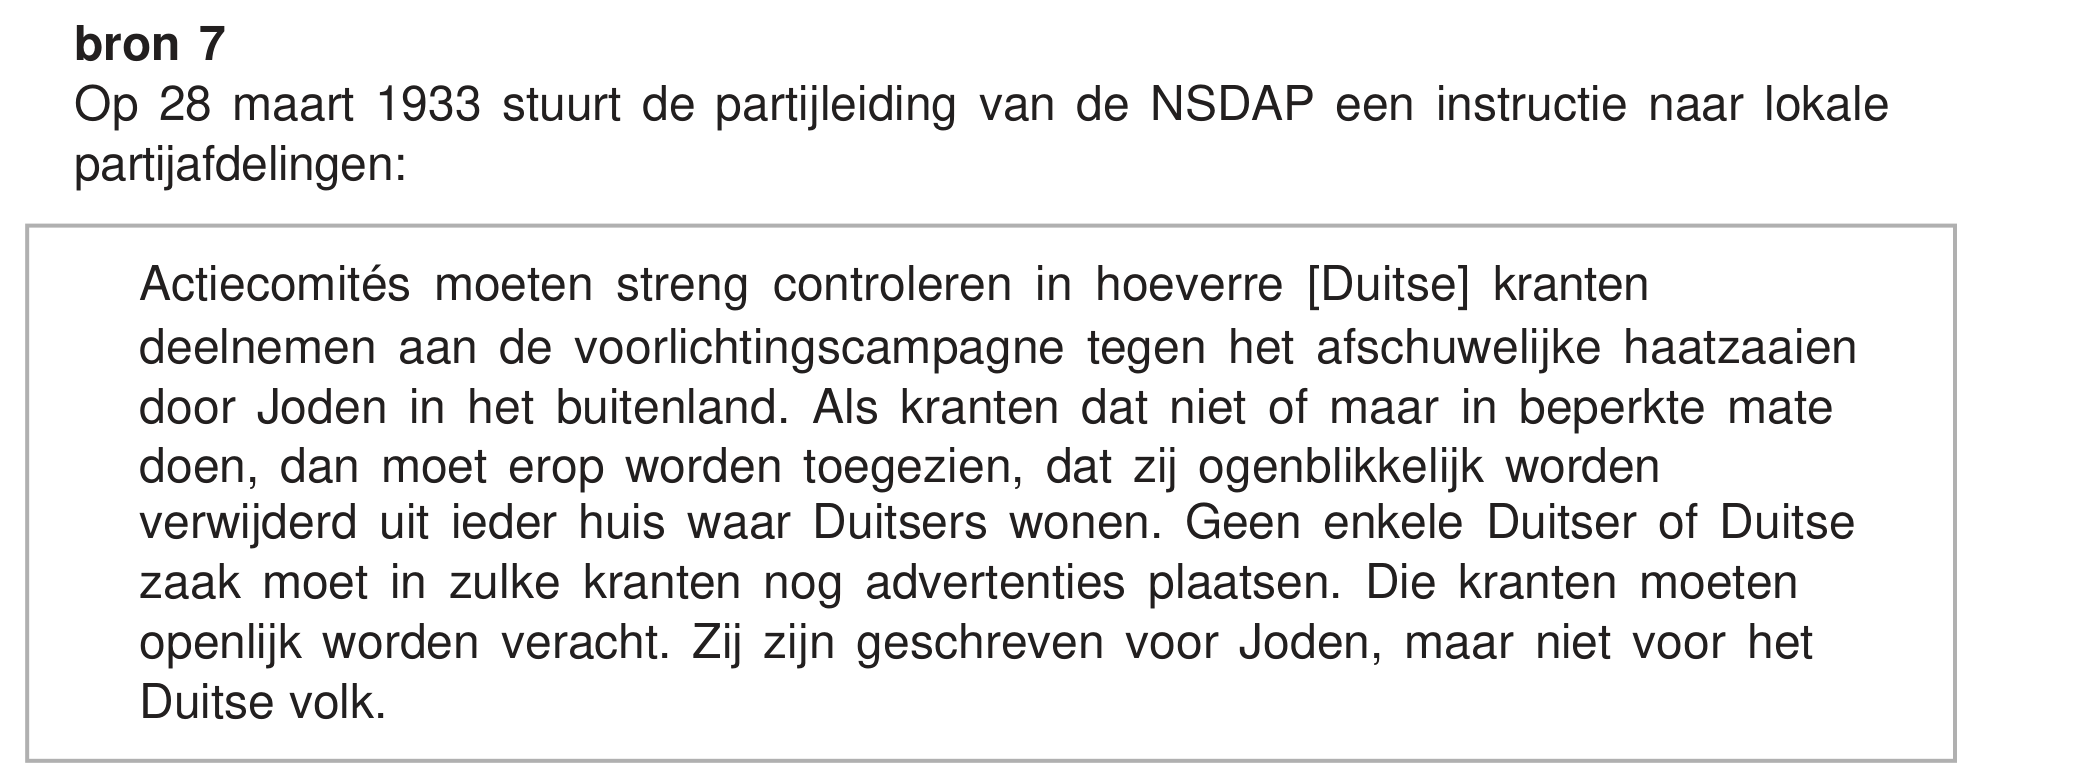 bron 7
Op 28 maart 1933 stuurt de partijleiding van de NSDAP een instructie naar lokale
partijafdelingen:
Actiecomités moeten streng controleren in hoeverre [Duitse] kranten
deelnemen aan de voorlichtingscampagne tegen het afschuwelijke haatzaaien
door Joden in het buitenland. Als kranten dat niet of maar in beperkte mate
doen, dan moet erop worden toegezien, dat zij ogenblikkelijk worden
verwijderd uit ieder huis waar Duitsers wonen. Geen enkele Duitser of Duitse
zaak moet in zulke kranten nog advertenties plaatsen. Die kranten moeten
openlijk worden veracht. Zij zijn geschreven voor Joden, maar niet voor het
Duitse volk.